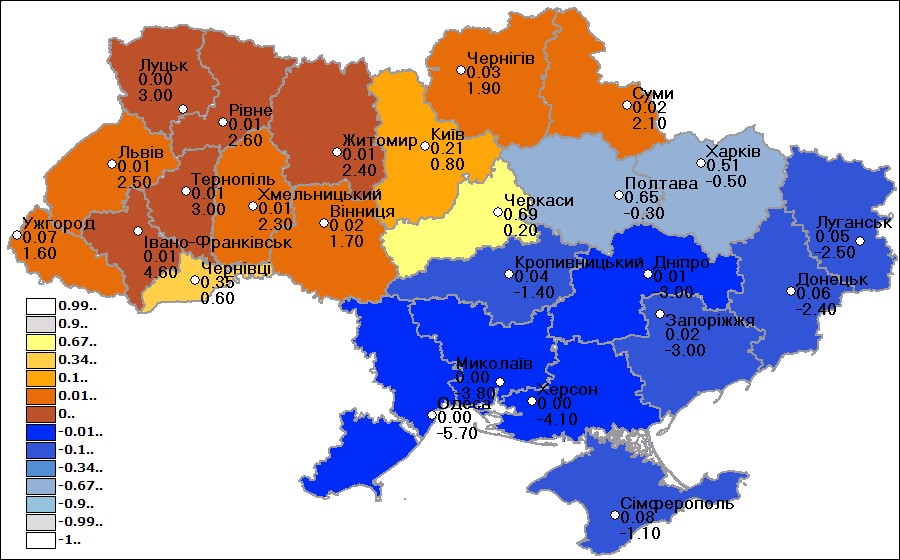 Луцьк
0.00
3.00
Рівне
0.01
2.60
Житомир
0.01
2.40
Київ
0.21
0.80
Чернігів
0.03
1.90
Суми
0.02
2.10
Львів
0.01
2.50
Тернопіль
0.01
3.00
Хмельницький
0.01
2.30
Вінниця
0.02
1.70
Черкаси
0.69
0.20
Полтава
0.65
-0.30
Харків
0.51
-0.50
Ужгород
0.07
1.60
Івано-Франківськ
0.01
4.60
Чернівці
0.35
0.60
Кропивницький
0.04
-1.40
Дніпро
0.01
-3.00
Луганськ
0.05
-2.50
Донецьк
0.06
-2.40
Запоріжжя
0.02
-3.00
Миколаїв
0.00
-3.80
Одеса
0.00
-5.70
Херсон
0.00
-4.10
Сімферополь
0.08
-1.10
0.99..
0.9..
0.67..
0.34..
0.1..
0.01..
0..
-0.01..
-0.1..
-0.34..
-0.67..
-0.9..
-0.99..
-1..